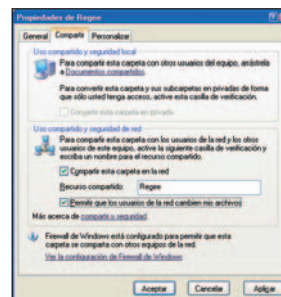 Propiedades de Regee
General Compartir Personalizar
Uso compartido y seguridad local
Para compartir esta carpeta con otros usuarios del equipo, arrástrela
a Documentos compartidos.
Para convertir esta carpeta y sus subcarpetas en privadas de forma
que sólo usted tenga acceso, active esta casilla de verificación.
Convertir esta carpeta en privada
Uso compartido y seguridad de red
Para compartir esta carpeta con los usuarios de la red y los otros
usuarios de este equipo, active la siguiente casilla de verificación y
escriba un nombre para el recurso compartido.
Compartir esta carpeta en la red
Recurso compartido: Regee
Permitir que los usuarios de la red cambien mis archivos
Más acerca de compartir y seguridad.
Firewall de Windows está configurado para permitir que esta
carpeta se comparta con otros equipos de la red.
Ver la configuración de Firewall de Windows
Aceptar Cancelar Aplicar